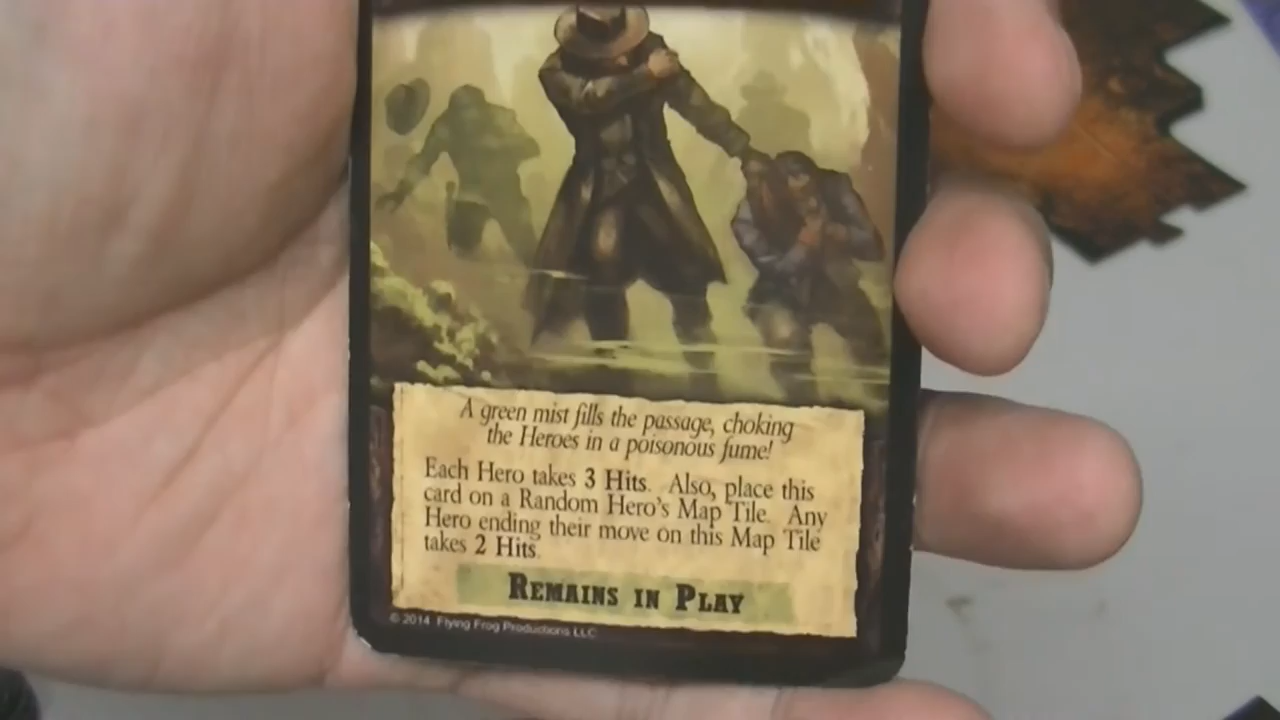 A green mist fills the passage, choking
the Heroes in a poisonous fume!
Each Hero takes 3 Hits. Also, place this
card on a Random Hero's Map Tile. Any
Hero ending their move on this Map Tile
takes 2 Hits.
REMAINS IN PLAY
© 2014 Flying Frog Productions LLC